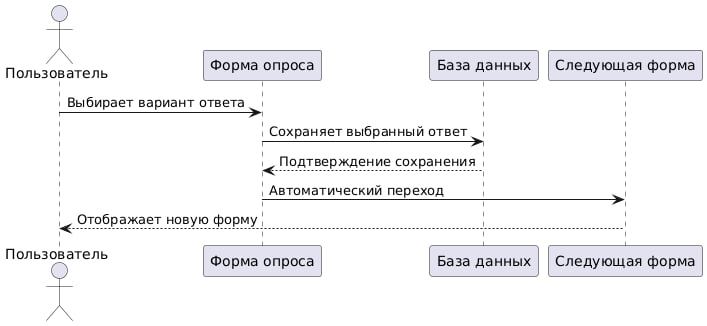 Пользователь
Форма опроса
База данных
Следующая форма
Выбирает вариант ответа
Сохраняет выбранный ответ
Подтверждение сохранения
Автоматический переход
Отображает новую форму
Пользователь
Форма опроса
База данных
Следующая форма